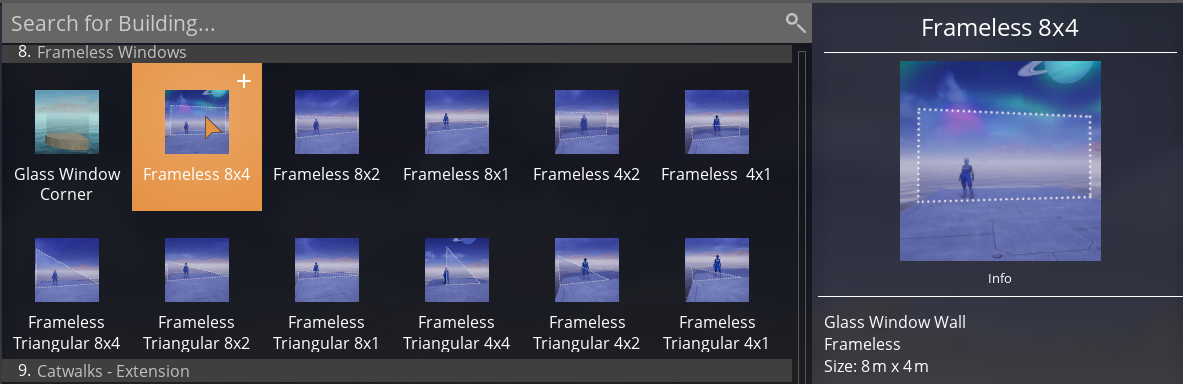 Search for Building...
8. Frameless Windows
+
Glass Window
Corner
Frameless 8x4
Frameless 8x2
Frameless 8x1
Frameless 4x2
Frameless 4x1
Frameless
Triangular 8x4
Frameless
Triangular 8x2
Frameless
Triangular 8x1
Frameless
Triangular 4x4
Frameless
Triangular 4x2
Frameless
Triangular 4x1
9. Catwalks - Extension
Frameless 8x4
Info
Glass Window Wall
Frameless
Size: 8 m x 4 m